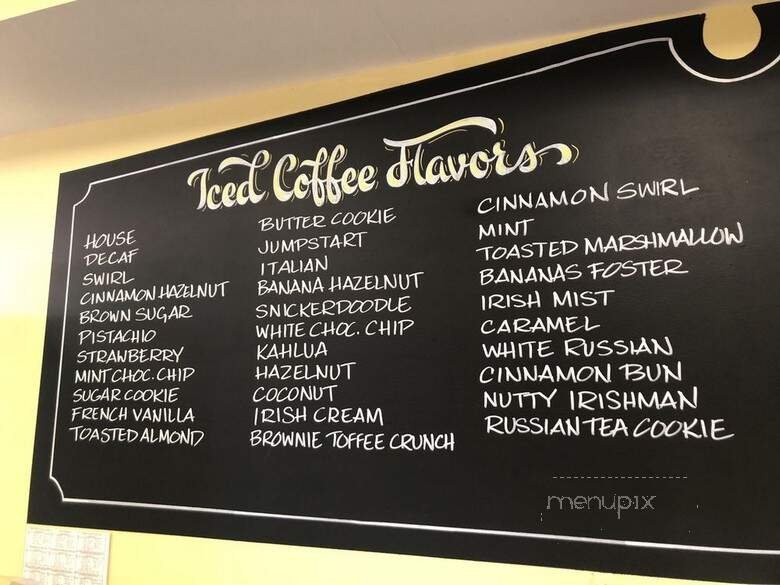 Iced Coffee Flavors
HOUSE
DECAF
SWIRL
CINNAMON HAZELNUT
BROWN SUGAR
PISTACHIO
STRAWBERRY
MINT CHOC. CHIP
SUGAR COOKIE
FRENCH VANILLA
TOASTED ALMOND
BUTTER COOKIE
JUMPSTART
ITALIAN
BANANA HAZELNUT
SNICKERDOODLE
WHITE CHOC. CHIP
KAHLUA
HAZELNUT
COCONUT
IRISH CREAM
BROWNIE TOFFEE CRUNCH
CINNAMON SWIRL
MINT
TOASTED MARSHMALLOW
BANANAS FOSTER
IRISH MIST
CARAMEL
WHITE RUSSIAN
CINNAMON BUN
NUTTY IRISHMAN
RUSSIAN TEA COOKIE
menupix